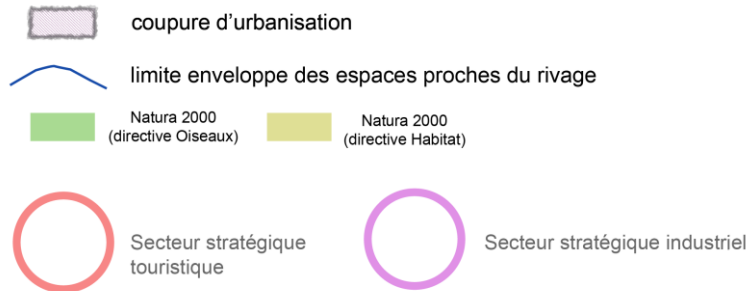 coupure d’urbanisation
limite enveloppe des espaces proches du rivage
Natura 2000
(directive Oiseaux)
Natura 2000
(directive Habitat)
Secteur stratégique
touristique
Secteur stratégique industriel